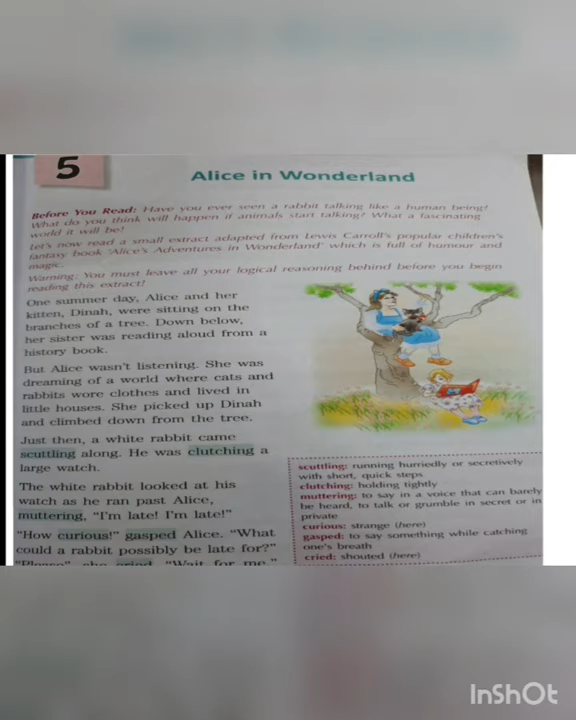 5
Alice in Wonderland
Before You Read: Have you ever seen a rabbit talking like a human being?
What do you think will happen if animals start talking? What a fascinating
world it will be!
Let's now read a small extract adapted from Lewis Carroll's popular children's
fantasy book 'Alice's Adventures in Wonderland' which is full of humour and
magic.
Warning: You must leave all your logical reasoning behind before you begin
reading this extract!
One summer day, Alice and her
kitten, Dinah, were sitting on the
branches of a tree. Down below,
her sister was reading aloud from a
history book.
But Alice wasn't listening. She was
dreaming of a world where cats and
rabbits wore clothes and lived in
little houses. She picked up Dinah
and climbed down from the tree.
Just then, a white rabbit came
scuttling along. He was clutching a
large watch.
The white rabbit looked at his
watch as he ran past Alice,
muttering, "I'm late! I'm late!"
"How curious!" gasped Alice. "What
could a rabbit possibly be late for?"
"Please" she cried "Wait for me."
scuttling: running hurriedly or secretively
with short, quick steps
clutching: holding tightly
muttering: to say in a voice that can barely
be heard, to talk or grumble in secret or in
private
curious: strange (here)
gasped: to say something while catching
one's breath
cried: shouted (here)
InShOt